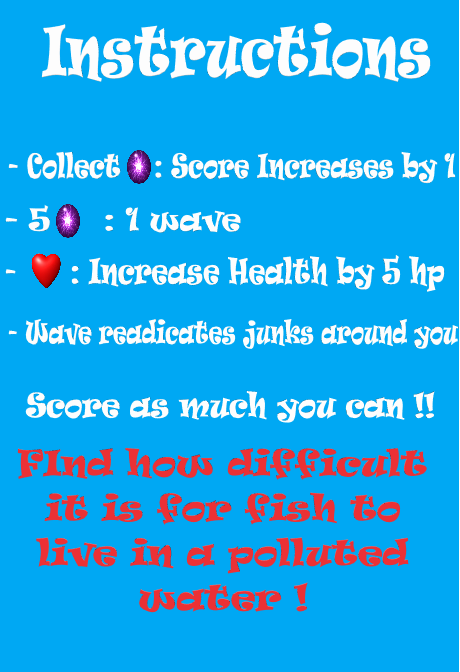 Instructions
- Collect : Score Increases by 1
- 5 : 1 wave
- : Increase Health by 5 hp
- Wave readicates junks around you
Score as much you can !!
FInd how difficult
it is for fish to
live in a polluted
water !